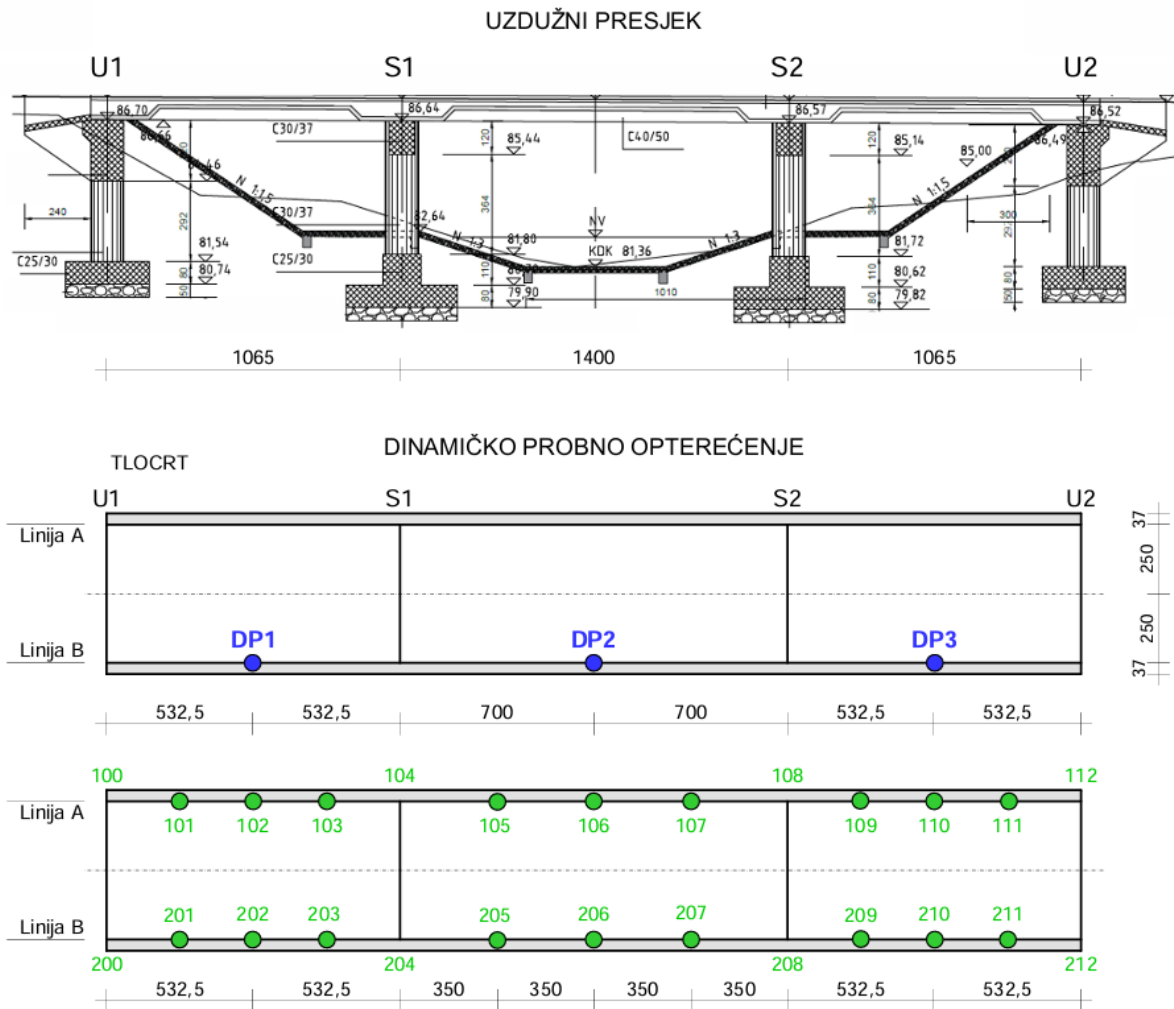 UZDUŽNI PRESJEK
U1 S1 S2 U2
86,70 86,64 86,57 86,52
C30/37 120 85,44 C40/50 120 85,14 85,00 86,49
N 1:1,5 N 1:1,5
240 292 C30/37 82,64 364 NV 364 300
81,54 N 1:3 81,80 KDK 81,36 N 1:3 81,72
C25/30 80 80,74 C25/30 110 110 80,62 80
50 80 79,90 1010 80 79,82 50
1065 1400 1065
DINAMIČKO PROBNO OPTEREĆENJE
TLOCRT
U1 S1 S2 U2
Linija A 37
250
DP1 DP2 DP3 250
Linija B 37
532,5 532,5 700 700 532,5 532,5
100 104 108 112
Linija A
101 102 103 105 106 107 109 110 111
201 202 203 205 206 207 209 210 211
Linija B
200 204 208 212
532,5 532,5 350 350 350 350 532,5 532,5